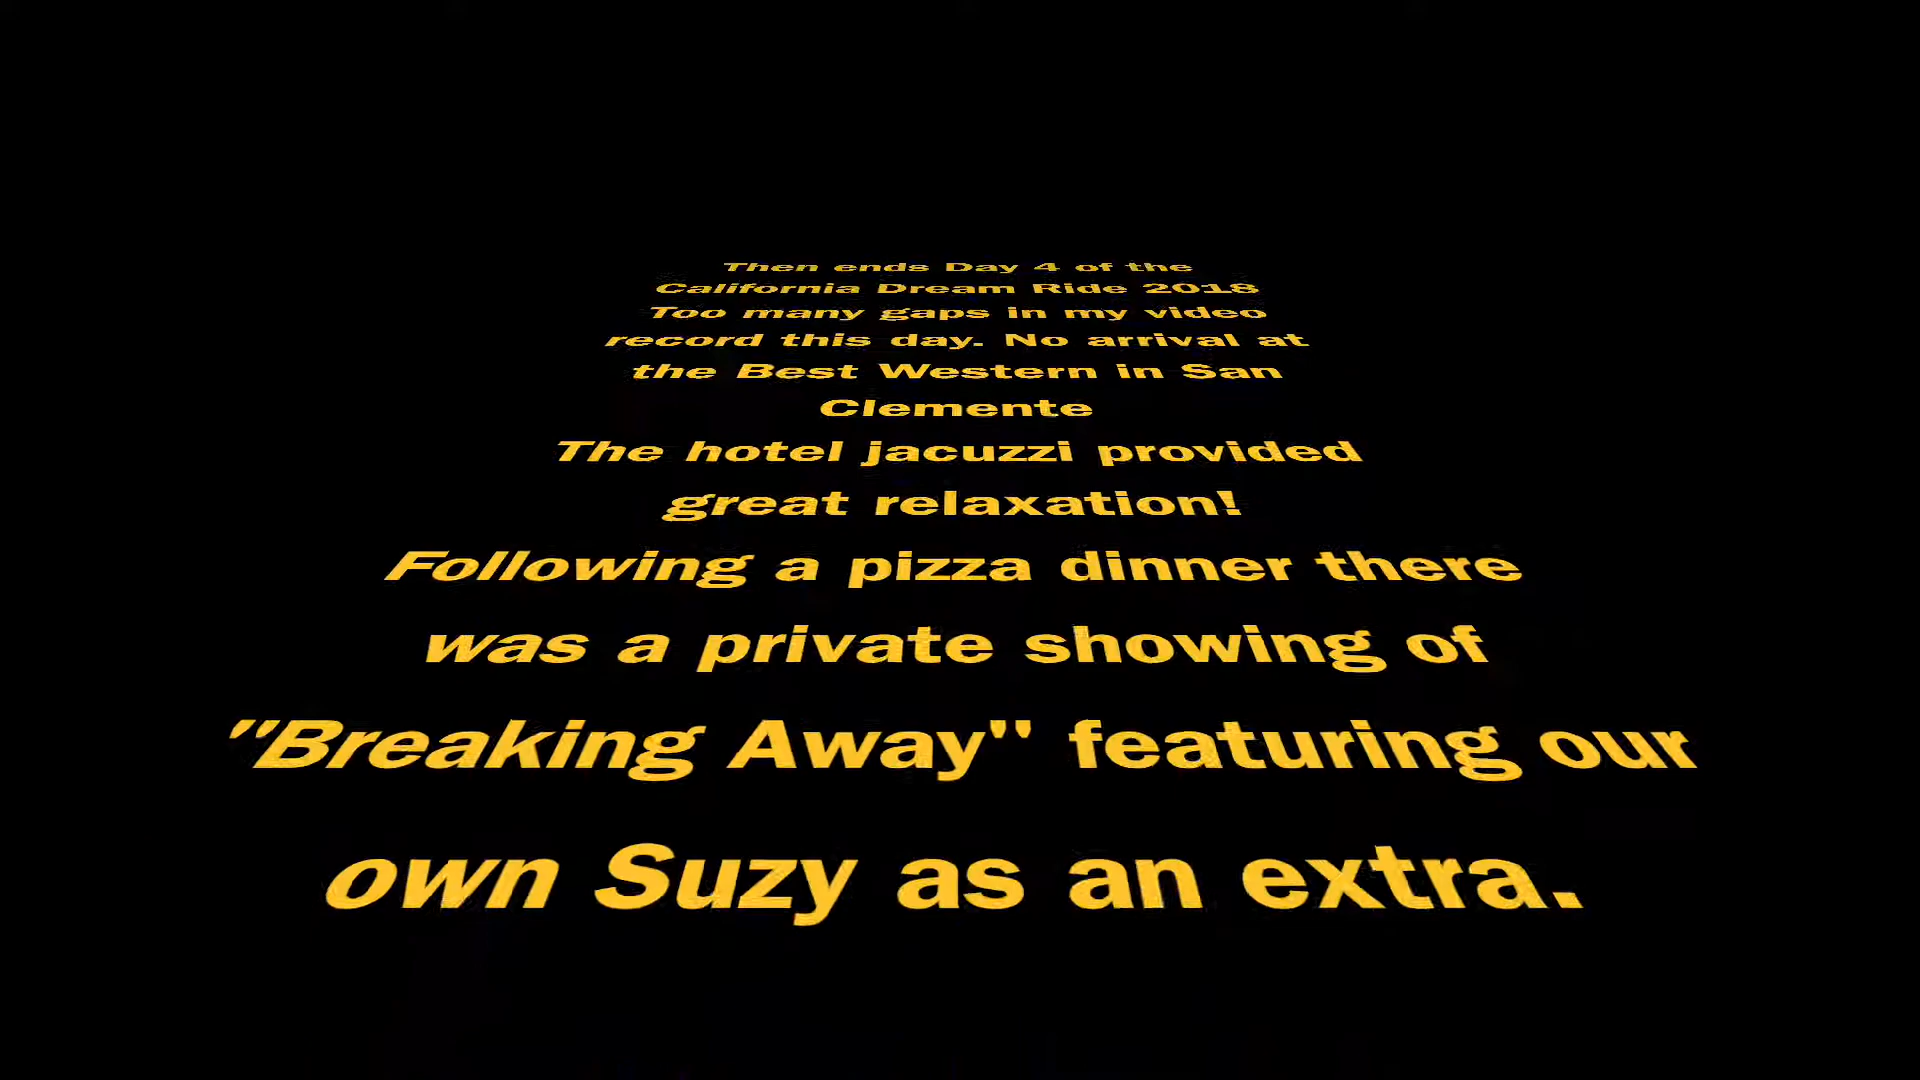 Then ends Day 4 of the
California Dream Ride 2018
Too many gaps in my video
record this day. No arrival at
the Best Western in San
Clemente
The hotel jacuzzi provided
great relaxation!
Following a pizza dinner there
was a private showing of
"Breaking Away" featuring our
own Suzy as an extra.